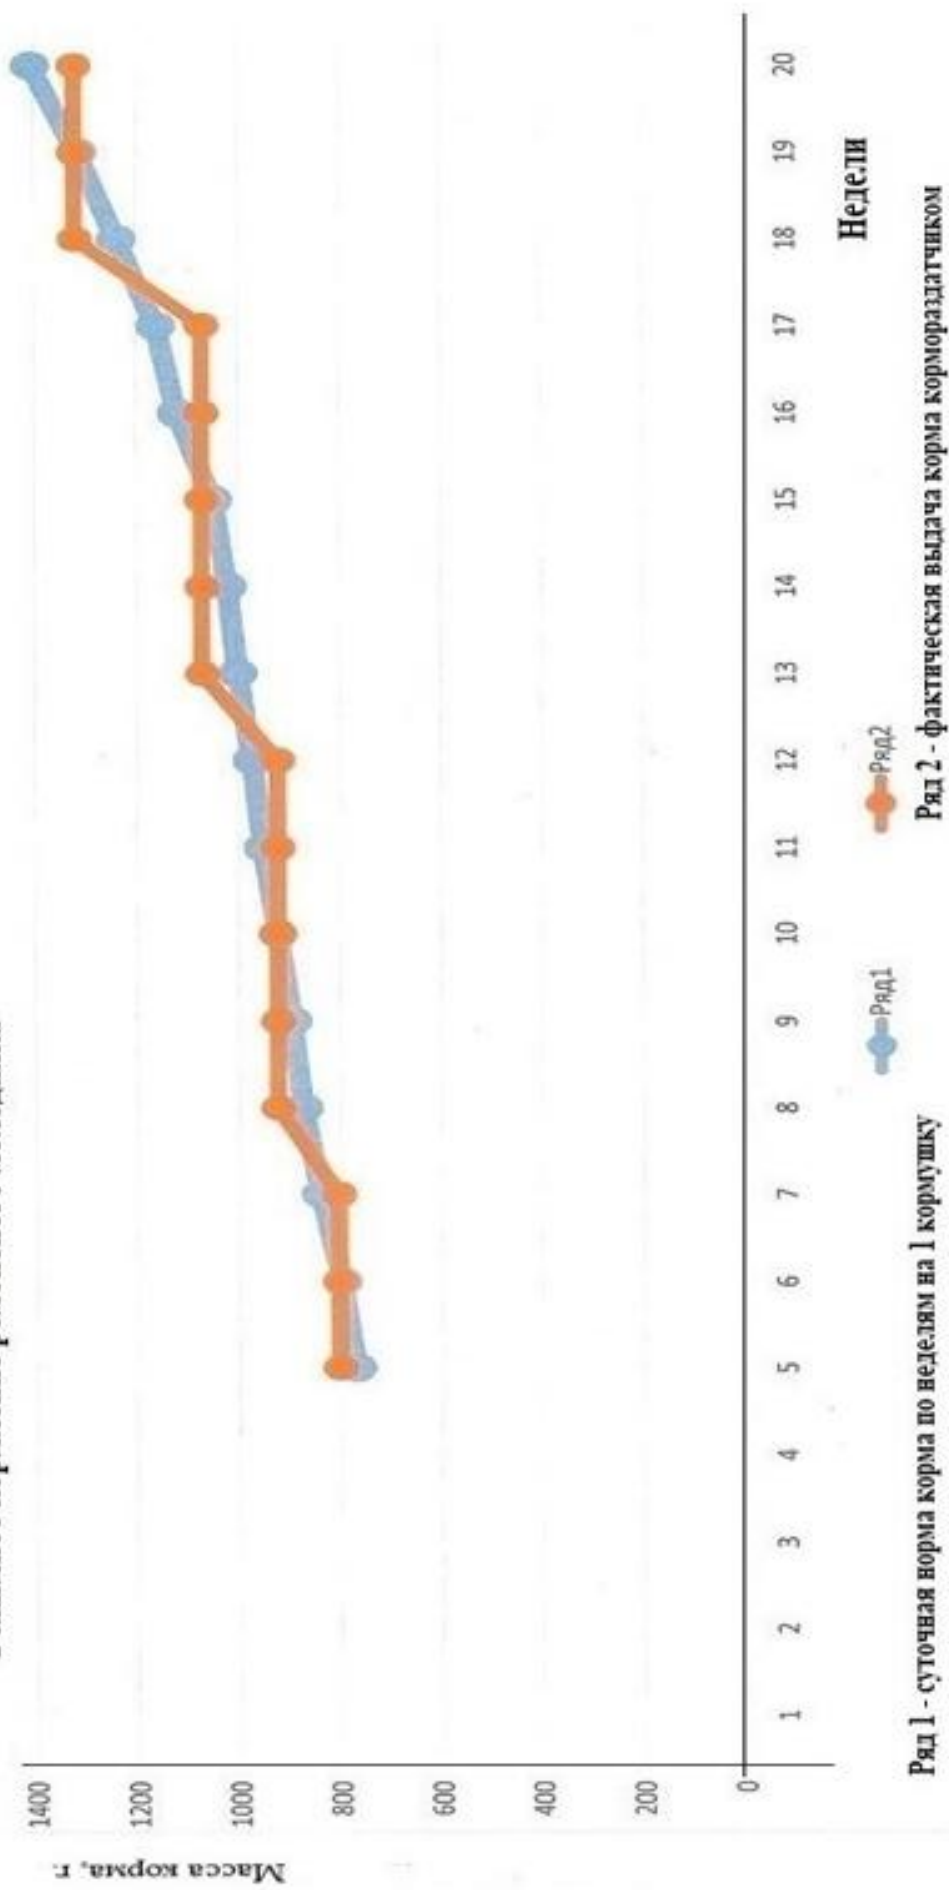 Масса корма, г.
1400
1200
1000
800
600
400
200
0
1 2 3 4 5 6 7 8 9 10 11 12 13 14 15 16 17 18 19 20
Недели
Ряд1 Ряд2
Ряд 1 - суточная норма корма по неделям на 1 кормушку
Ряд 2 - фактическая выдача корма кормораздатчиком